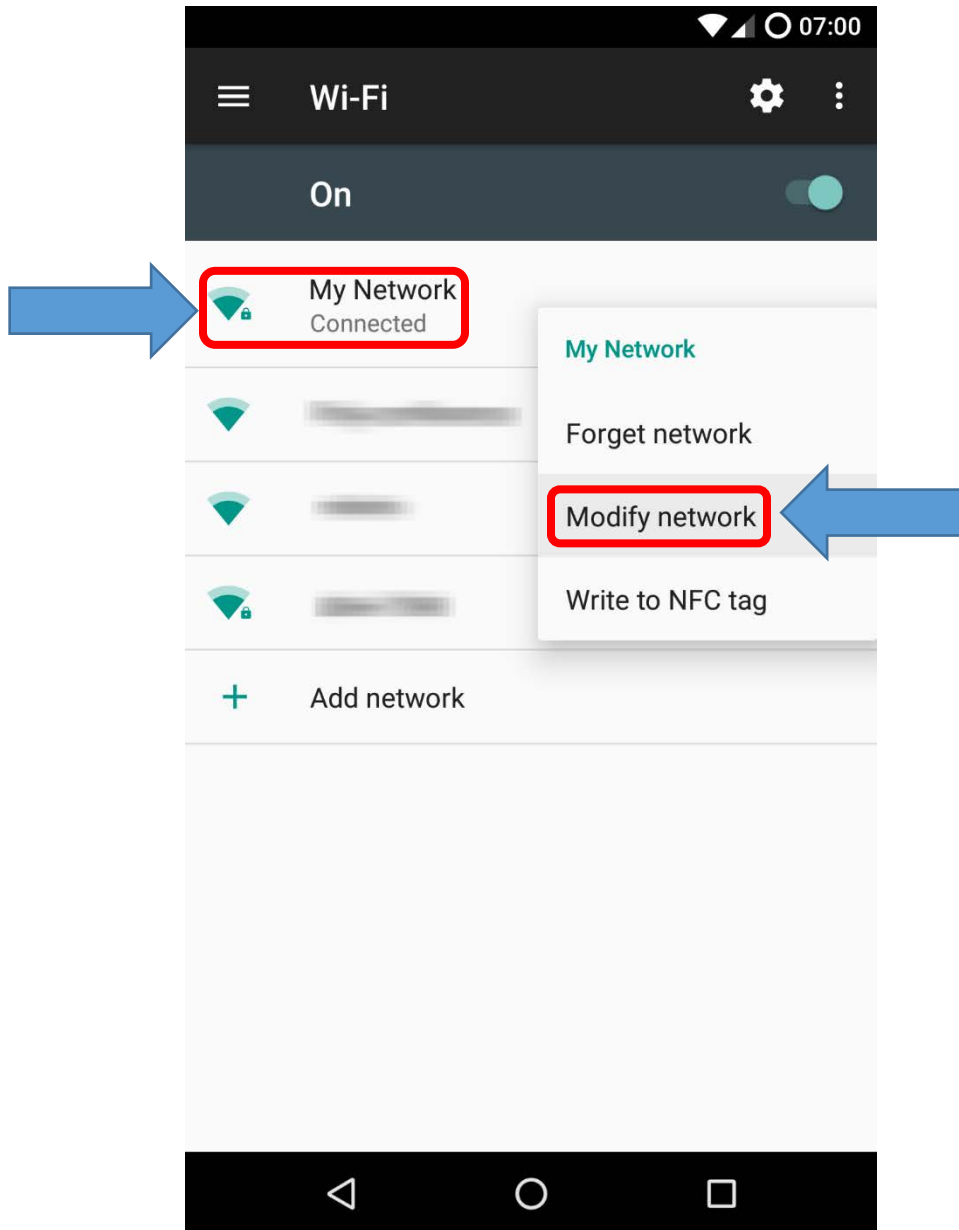 07:00
Wi-Fi
On
My Network
Connected
My Network
Forget network
Modify network
Write to NFC tag
Add network